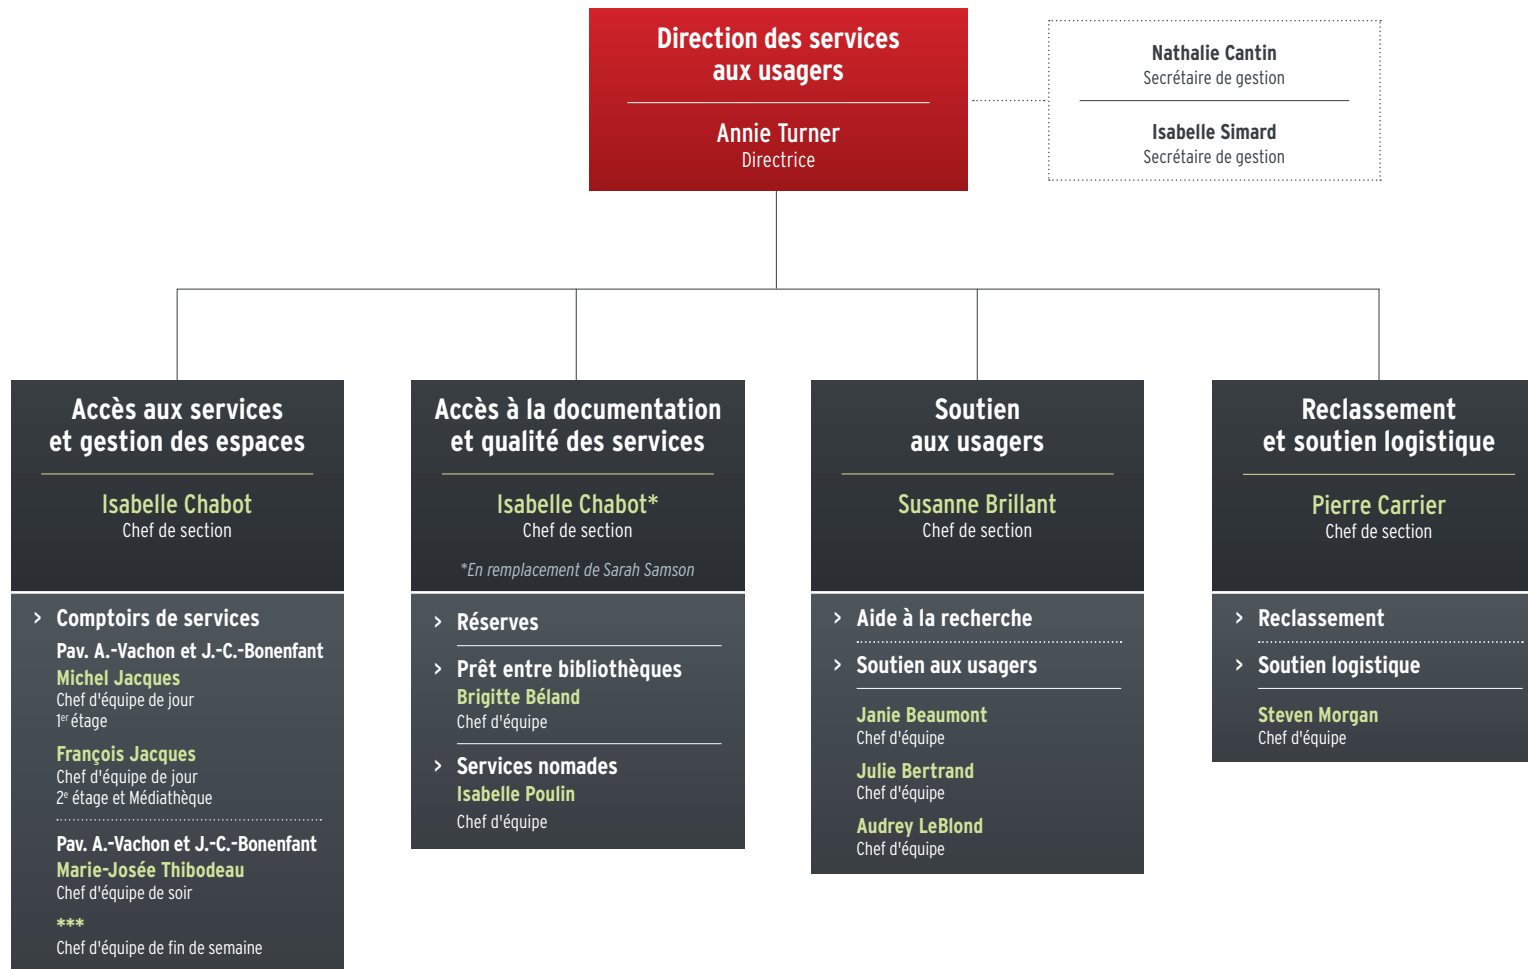 Direction des services
aux usagers
Annie Turner
Directrice
Nathalie Cantin
Secrétaire de gestion
Isabelle Simard
Secrétaire de gestion
Accès aux services
et gestion des espaces
Isabelle Chabot
Chef de section
> Comptoirs de services
Pav. A.-Vachon et J.-C.-Bonenfant
Michel Jacques
Chef d'équipe de jour
1er étage
François Jacques
Chef d'équipe de jour
2e étage et Médiathèque
Pav. A.-Vachon et J.-C.-Bonenfant
Marie-Josée Thibodeau
Chef d'équipe de soir
***
Chef d'équipe de fin de semaine
Accès à la documentation
et qualité des services
Isabelle Chabot*
Chef de section
*En remplacement de Sarah Samson
> Réserves
> Prêt entre bibliothèques
Brigitte Béland
Chef d'équipe
> Services nomades
Isabelle Poulin
Chef d'équipe
Soutien
aux usagers
Susanne Brillant
Chef de section
> Aide à la recherche
> Soutien aux usagers
Janie Beaumont
Chef d'équipe
Julie Bertrand
Chef d'équipe
Audrey LeBlond
Chef d'équipe
Reclassement
et soutien logistique
Pierre Carrier
Chef de section
> Reclassement
> Soutien logistique
Steven Morgan
Chef d'équipe